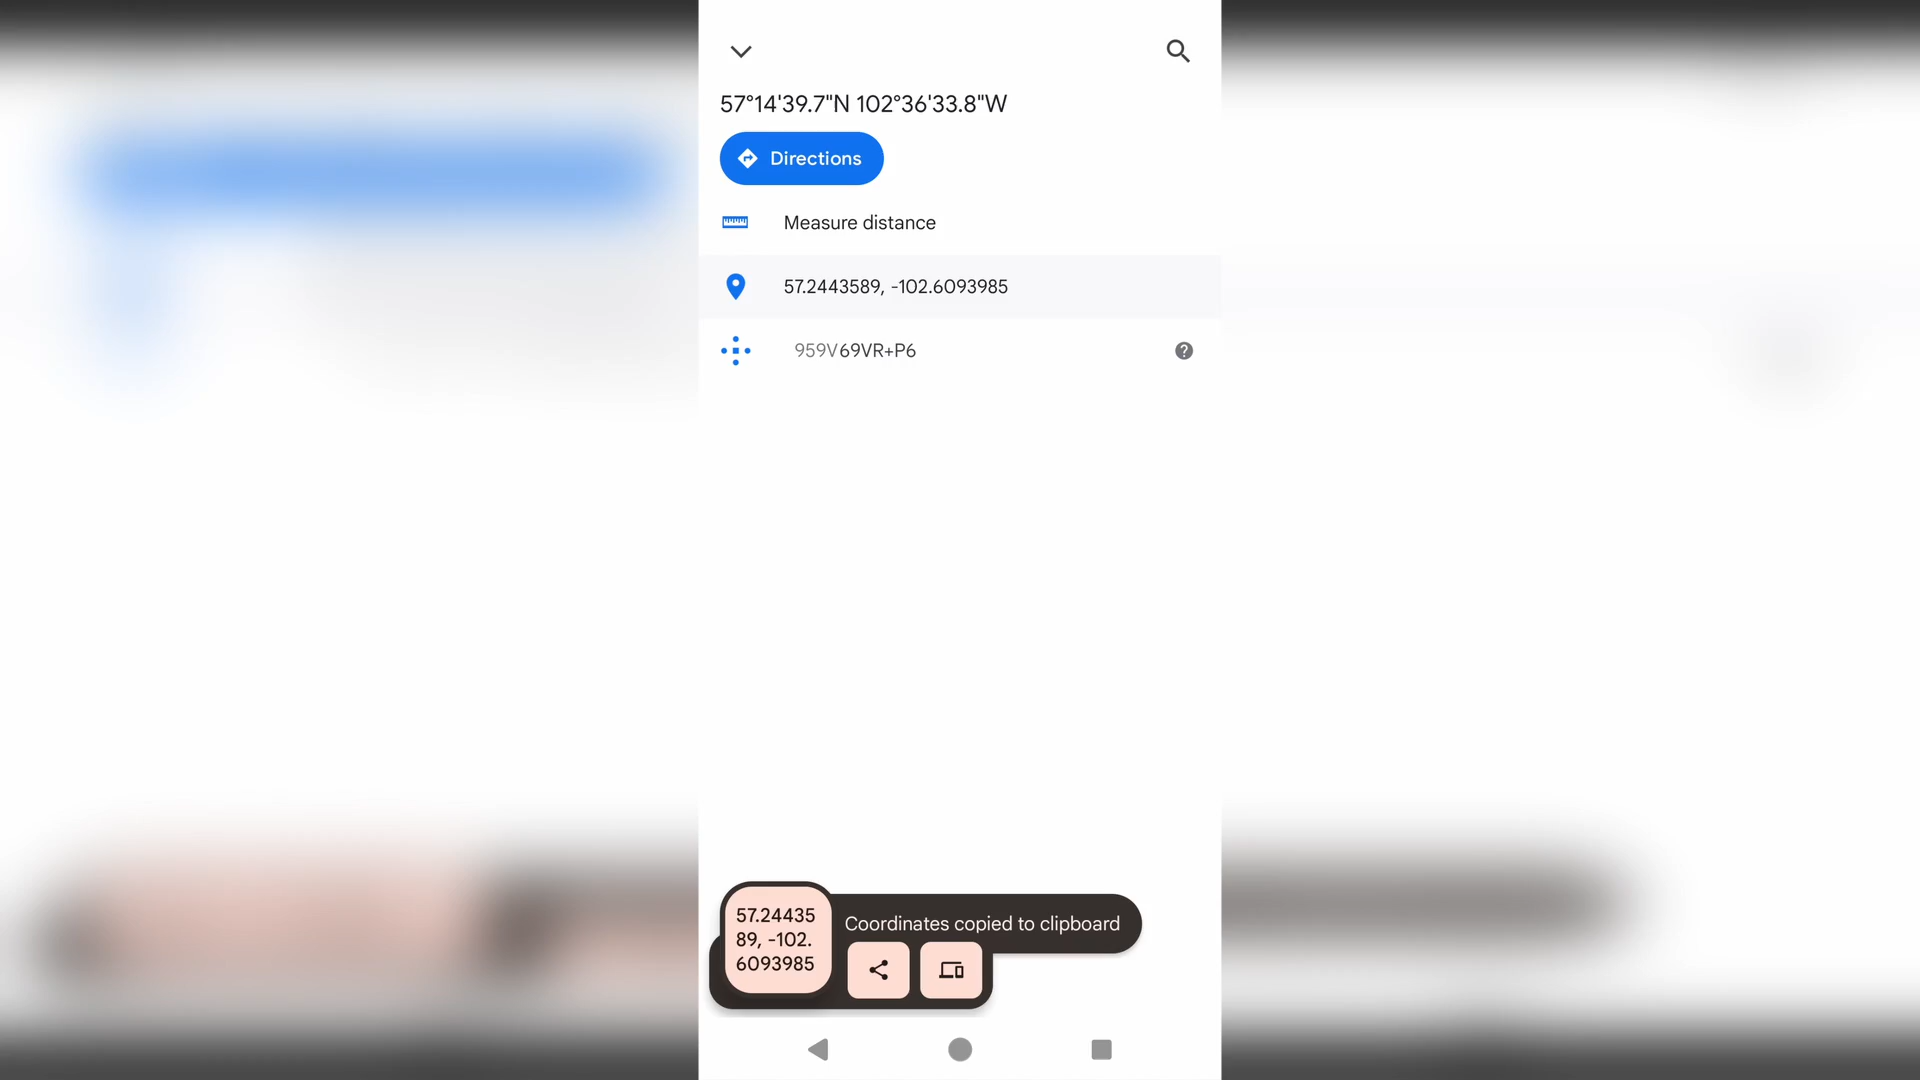 57°14'39.7"N 102°36'33.8"W
Directions
Measure distance
57.2443589, -102.6093985
959V69VR+P6
57.24435
89, -102.
6093985
Coordinates copied to clipboard